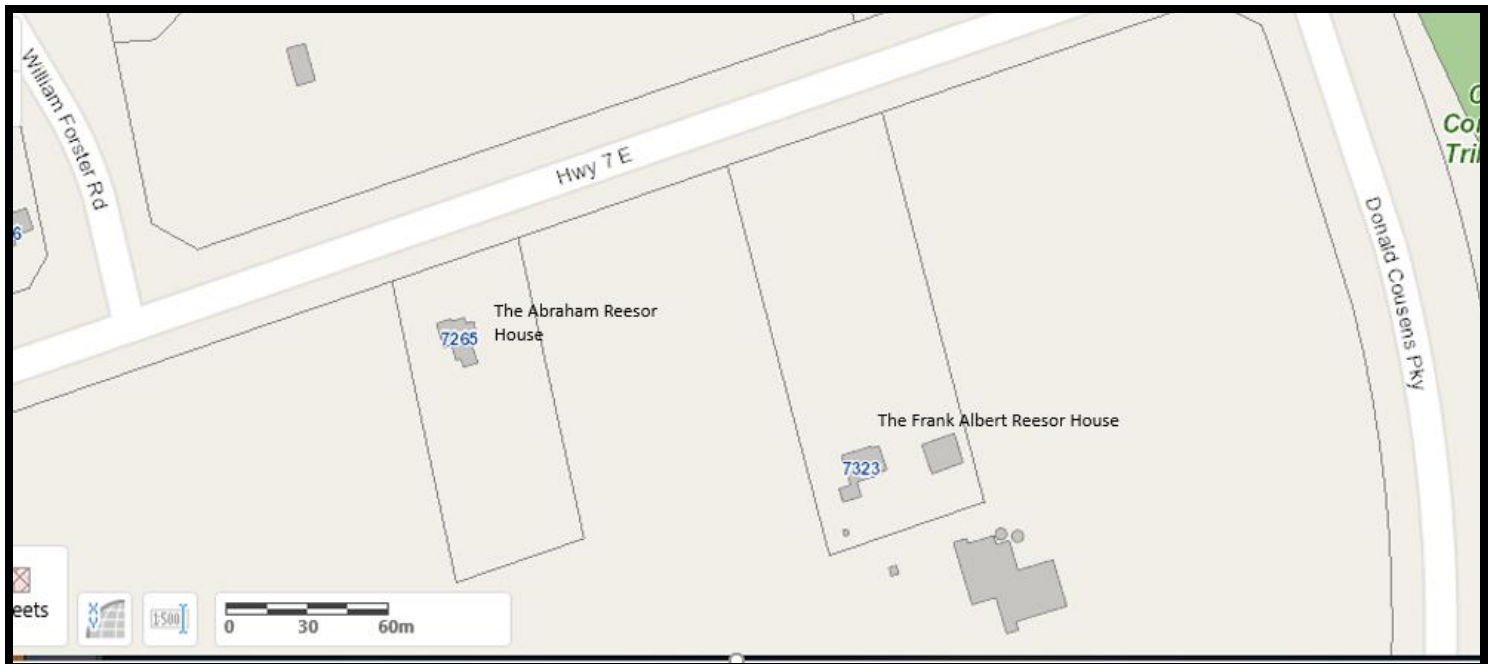 William Forster Rd
Hwy 7 E
Donald Cousens Pky
6
The Abraham Reesor
House
7265
The Frank Albert Reesor House
7323
eets
X
Y
1:500
0 30 60m